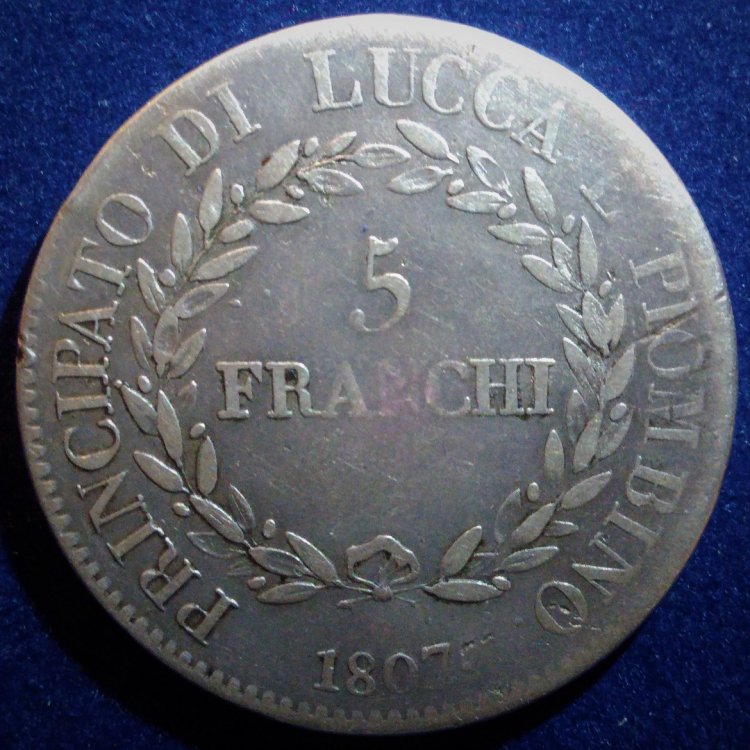 PRINCIPATO DI LUCCA E PIOMBINO
5
FRANCHI
1807